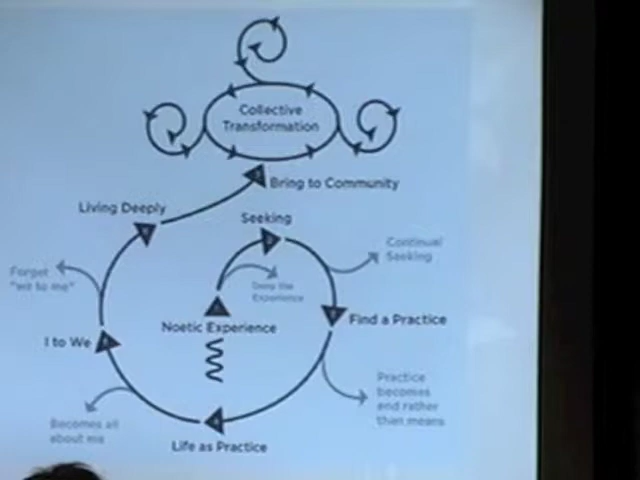 Collective
Transformation
Bring to Community
Living Deeply
Seeking
Continual
Seeking
Forget
"we to me"
Deny the
Experience
Noetic Experience
Find a Practice
I to We
Practice
becomes
end rather
than means
Becomes all
about me
Life as Practice